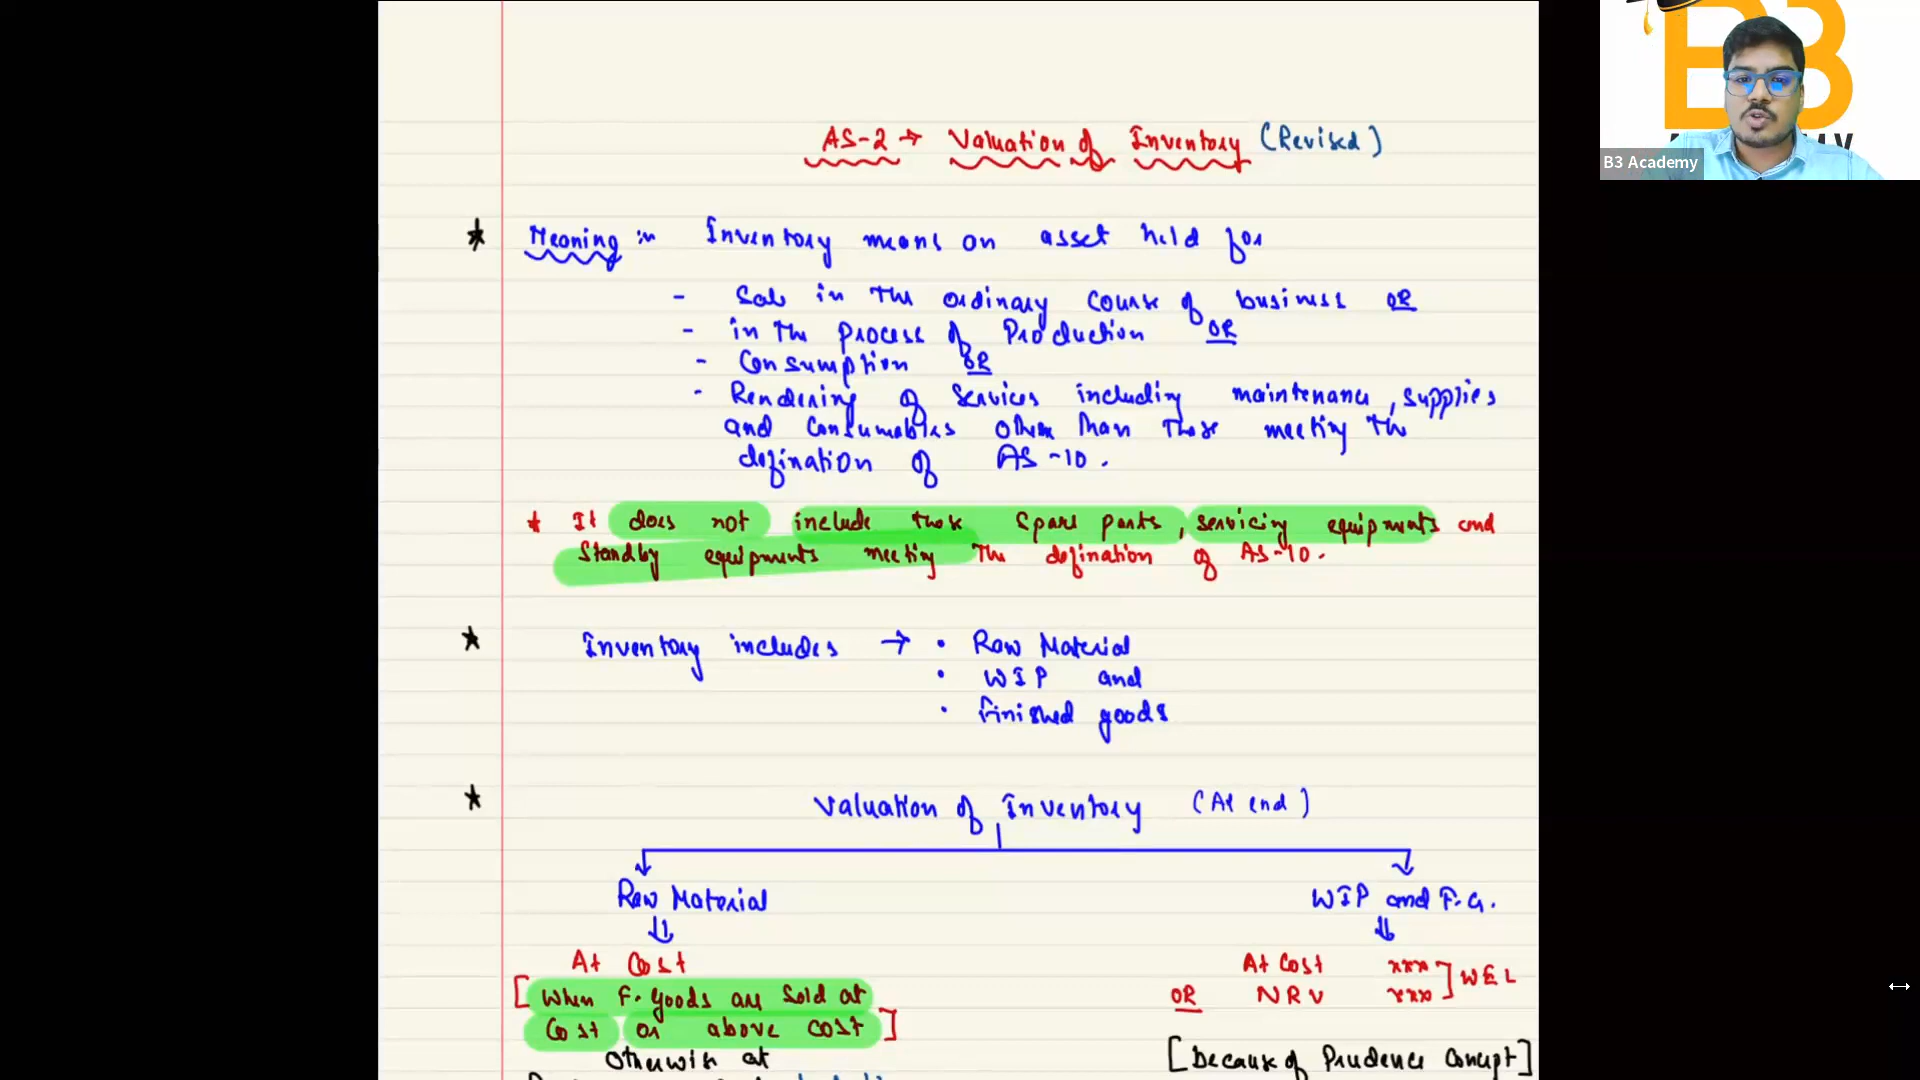 AS-2 → Valuation of Inventory (Revised)
B3
B3 Academy
★ Meaning :- Inventory means an asset held for
- Sale in the ordinary course of business OR
- in the process of Production OR
- Consumption OR
- Rendering of Services including maintenance, supplies
and Consumables other than those meeting the
defination of AS-10.
★ It does not include those Spare parts, servicing equipments and
Standby equipments meeting the defination of AS-10.
★ Inventory includes → • Raw Material
• WIP and
• Finished goods
★ Valuation of Inventory (At end)
Raw Material
WIP and F.G.
At Cost
At Cost xxx ] W E L
[When F. goods are Sold at
OR NRV xxx
Cost or above cost]
Otherwise at
[Because of Prudence Concept]